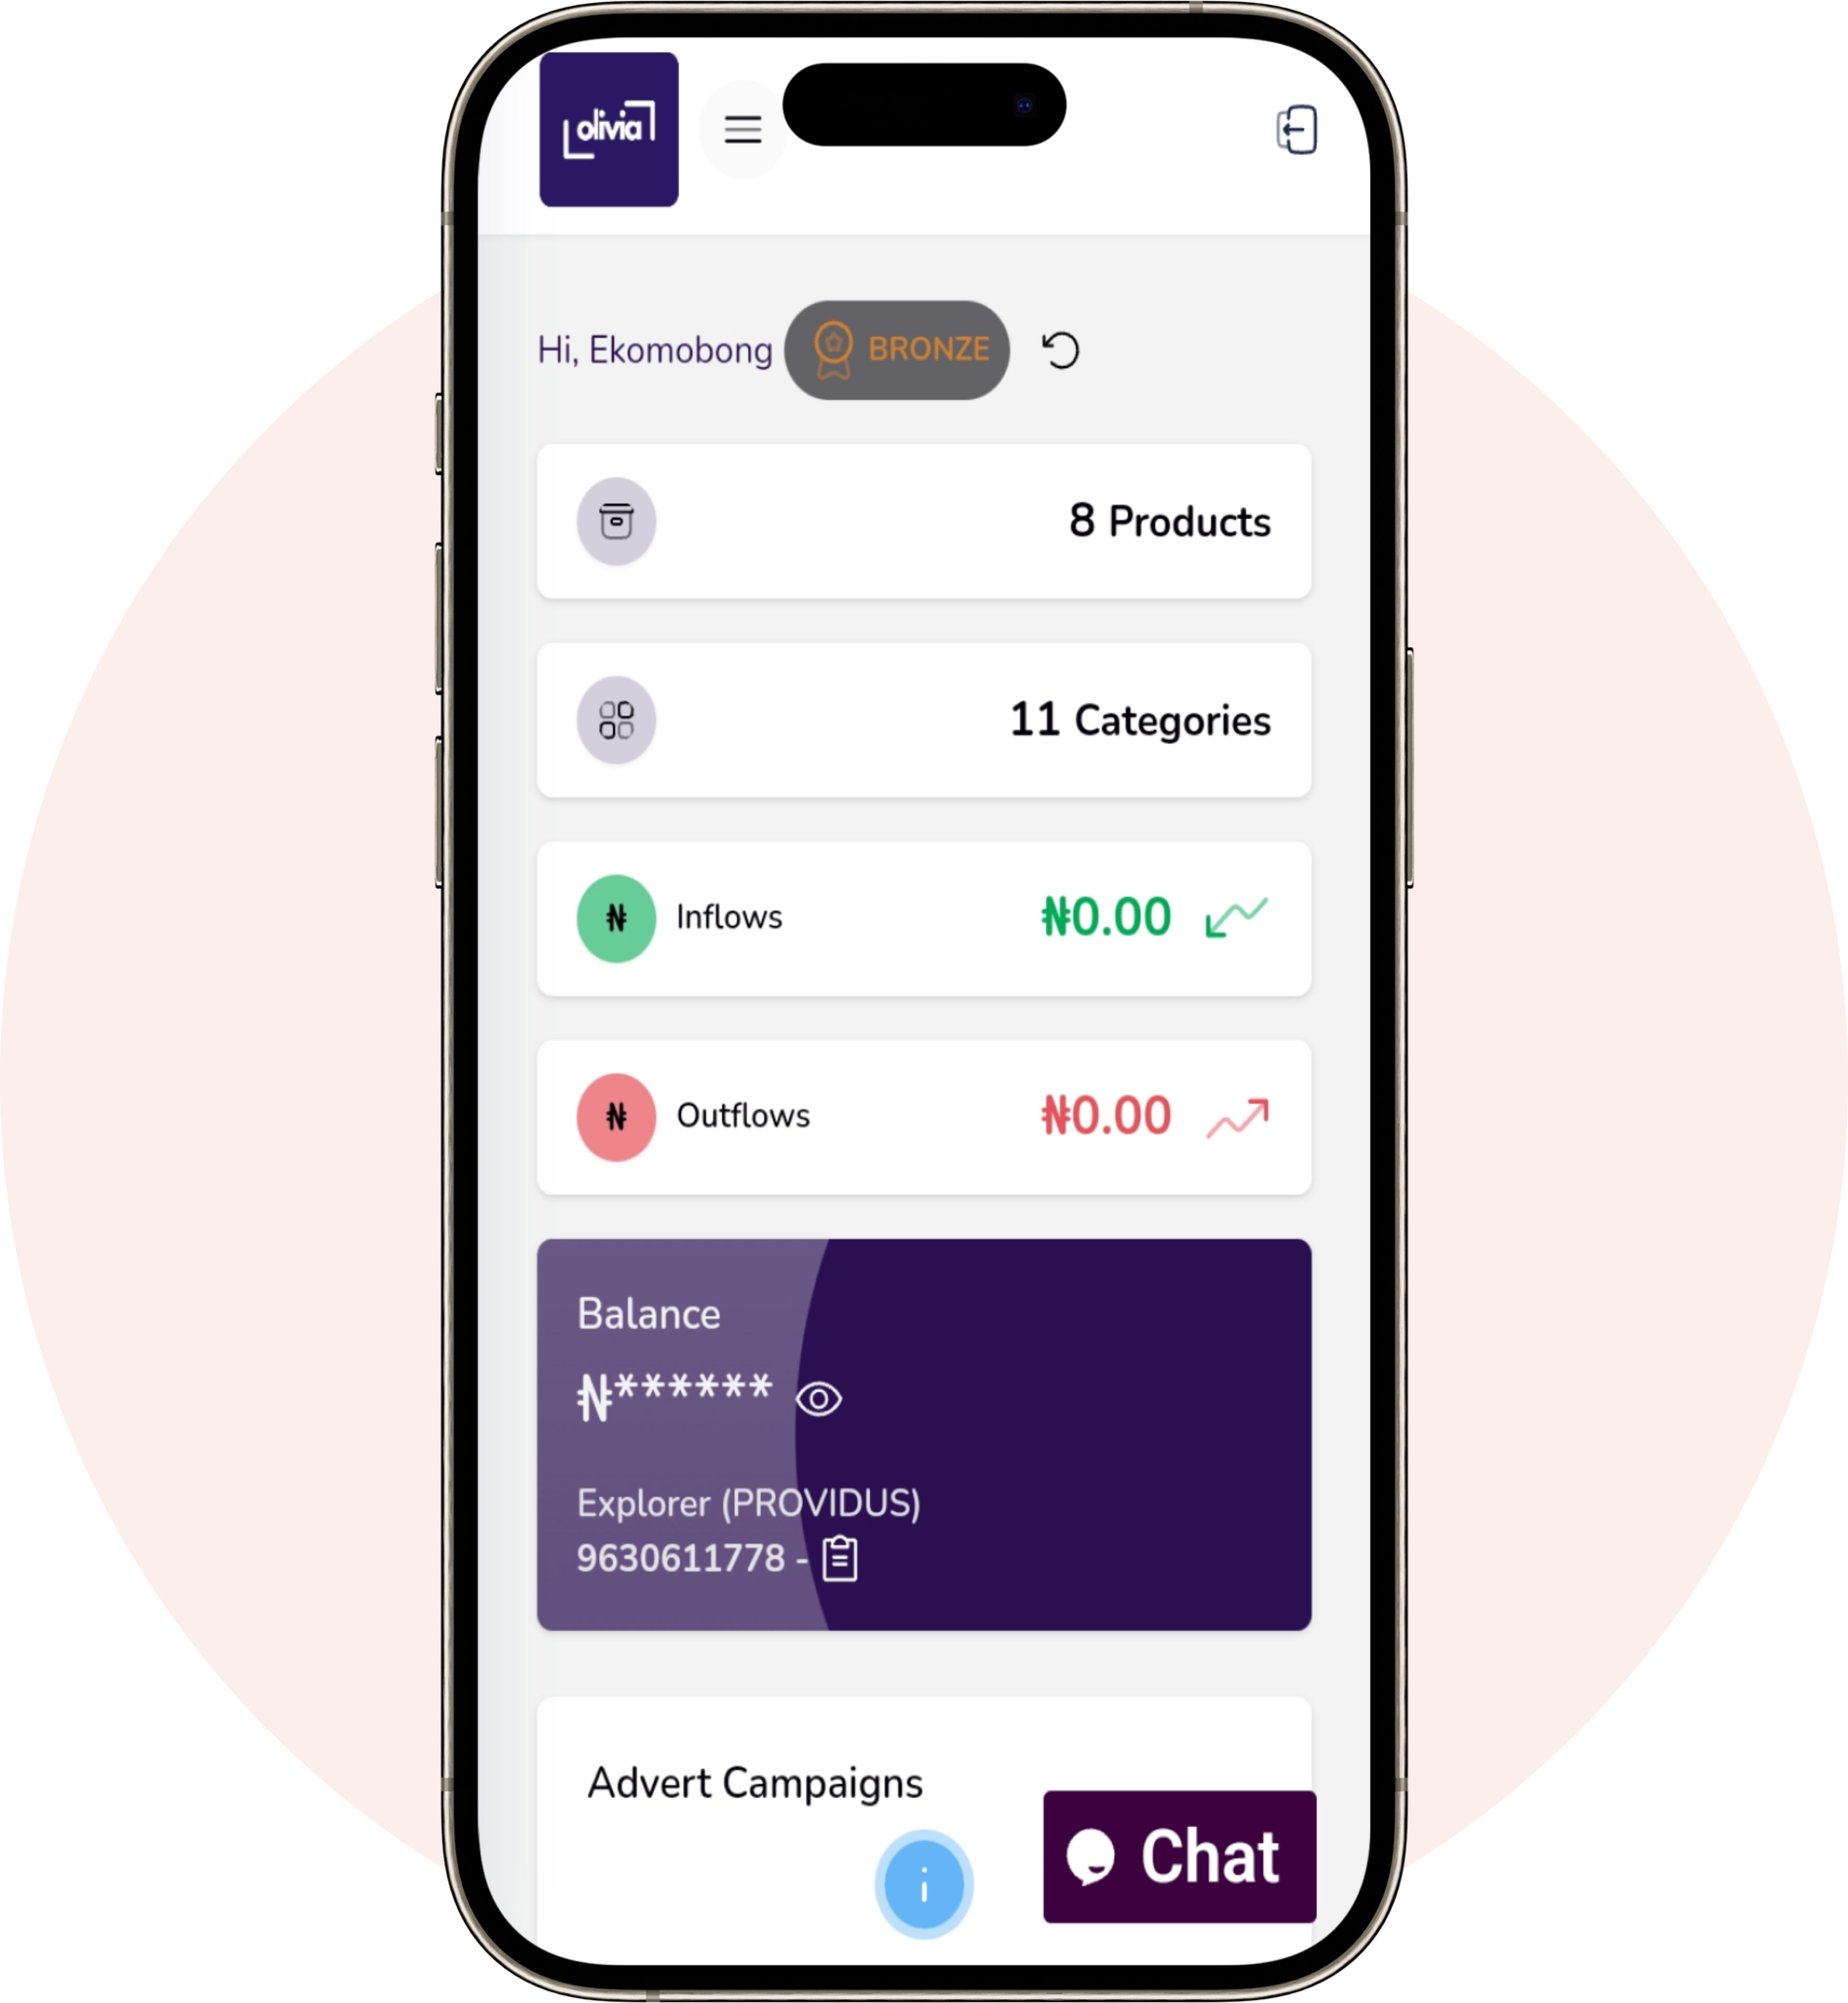 olivia
Hi, Ekomobong BRONZE
8 Products
11 Categories
₦ Inflows ₦0.00
₦ Outflows ₦0.00
Balance
₦******
Explorer (PROVIDUS)
9630611778 -
Advert Campaigns
Chat